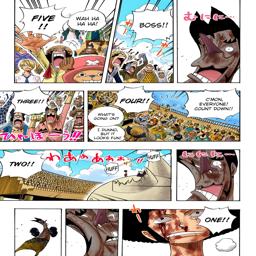 BOSS!!
WAH
HA HA
HA!
FIVE!!
C'MON,
EVERYONE!
COUNT DOWN!
FOUR!!
WHAT'S
GOING ON?
I DUNNO,
BUT IT
LOOKS FUN!
THREE!!
HUFF
HUFF
TWO!!
ONE!!